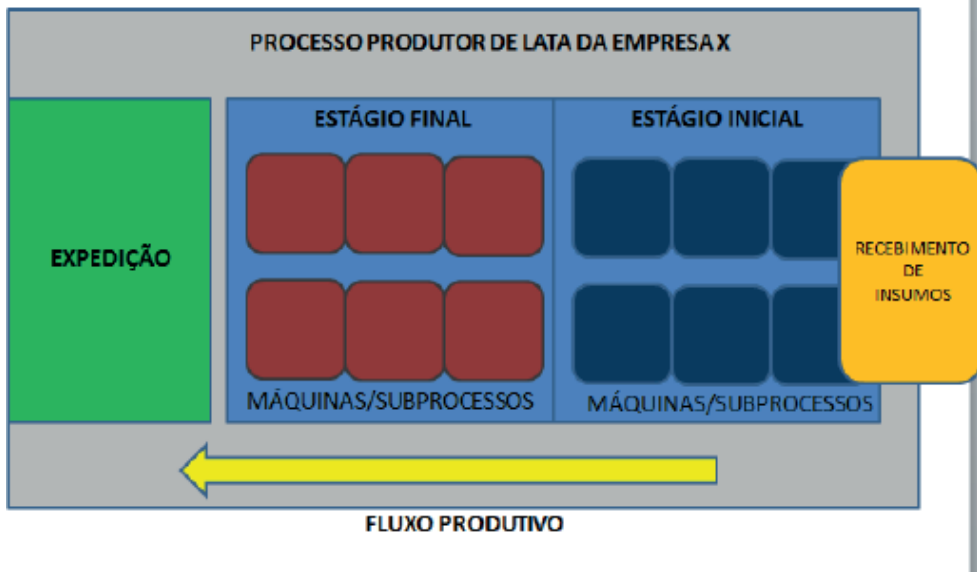 PROCESSO PRODUTOR DE LATA DA EMPRESA X
ESTÁGIO FINAL
ESTÁGIO INICIAL
EXPEDIÇÃO
RECEBIMENTO
DE
INSUMOS
MÁQUINAS/SUBPROCESSOS
MÁQUINAS/SUBPROCESSOS
FLUXO PRODUTIVO